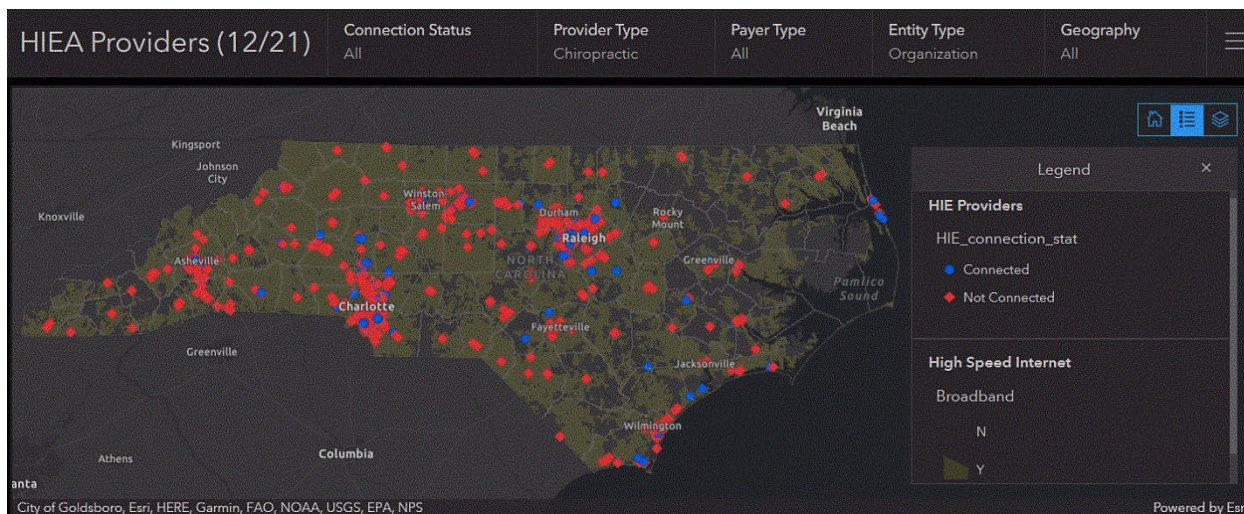 HIEA Providers (12/21)
Connection Status
All
Provider Type
Chiropractic
Payer Type
All
Entity Type
Organization
Geography
All
Virginia
Beach
Kingsport
Johnson
City
Knoxville
Winston-
Salem
Durham
Rocky
Mount
Raleigh
Asheville
NORTH
CAROLINA
Greenville
Pamlico
Sound
Charlotte
Fayetteville
Greenville
Jacksonville
Wilmington
Columbia
Athens
anta
Legend
×
HIE Providers
HIE_connection_stat
Connected
Not Connected
High Speed Internet
Broadband
N
Y
City of Goldsboro, Esri, HERE, Garmin, FAO, NOAA, USGS, EPA, NPS
Powered by Esr